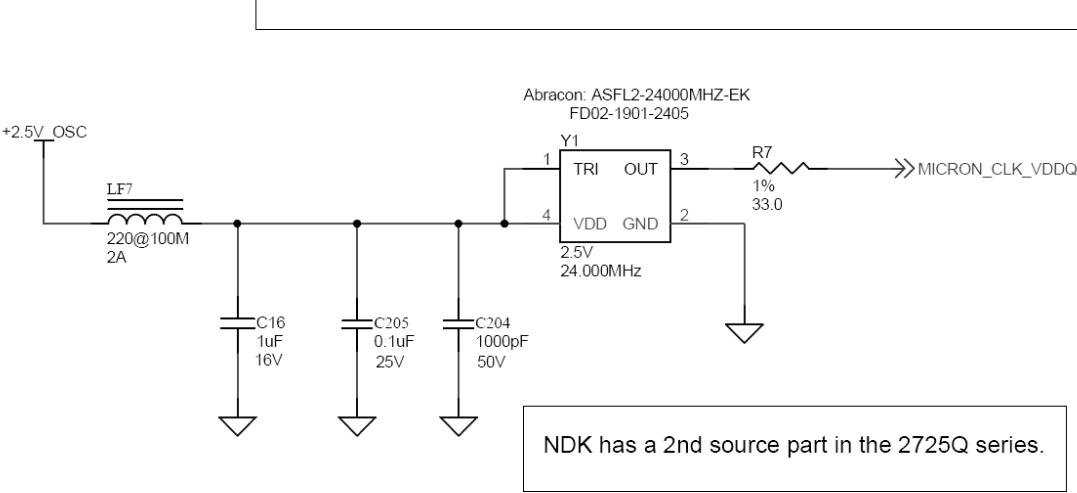 Abracon: ASFL2-24000MHZ-EK
FD02-1901-2405
+2.5V_OSC
Y1
1
TRI
OUT
3
R7
1%
33.0
MICRON_CLK_VDDQ
LF7
220@100M
2A
4
VDD
GND
2
2.5V
24.000MHz
C16
1uF
16V
C205
0.1uF
25V
C204
1000pF
50V
NDK has a 2nd source part in the 2725Q series.